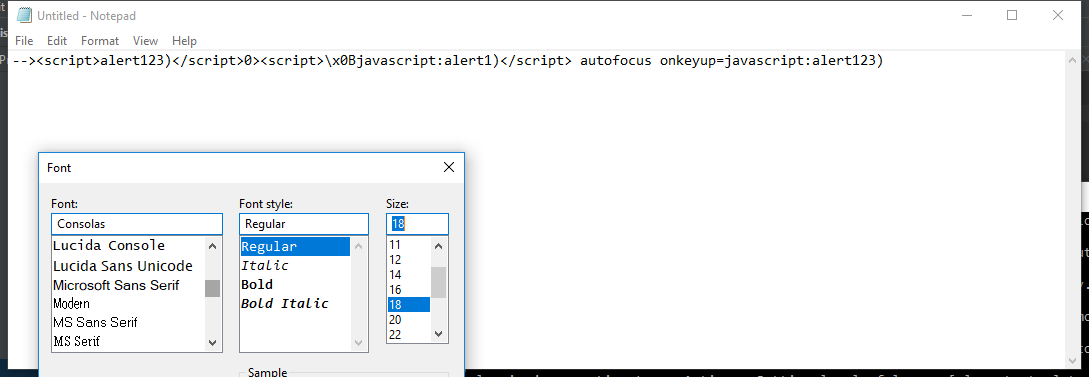 Untitled - Notepad
File Edit Format View Help
--><script>alert123)</script>0><script>\x0Bjavascript:alert1)</script> autofocus onkeyup=javascript:alert123)
Font
Font: Font style: Size:
Consolas Regular 18
Lucida Console Regular 11
Lucida Sans Unicode Italic 12
Microsoft Sans Serif Bold 14
Modern Bold Italic 16
MS Sans Serif 18
MS Serif 20
22
Sample